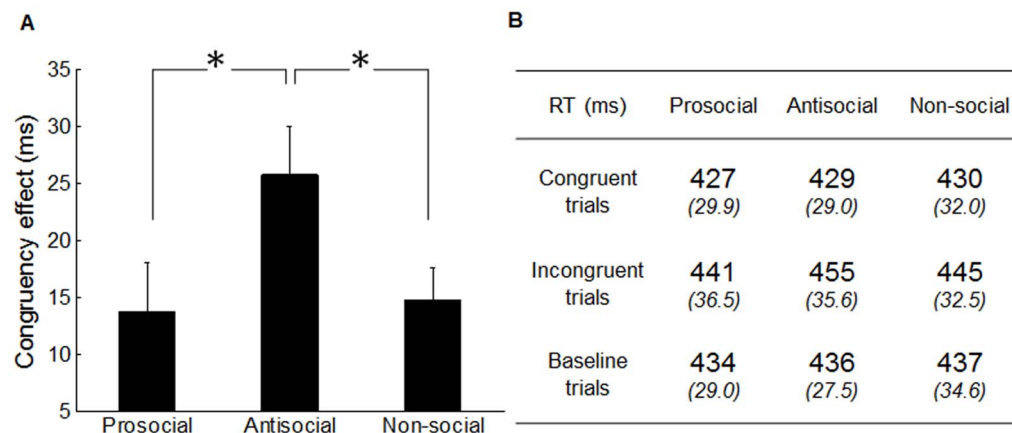 A
*
*
35
30
25
20
15
10
5
Congruency effect (ms)
Prosocial Antisocial Non-social
B
RT (ms) Prosocial Antisocial Non-social
Congruent trials 427 429 430
(29.9) (29.0) (32.0)
Incongruent trials 441 455 445
(36.5) (35.6) (32.5)
Baseline trials 434 436 437
(29.0) (27.5) (34.6)